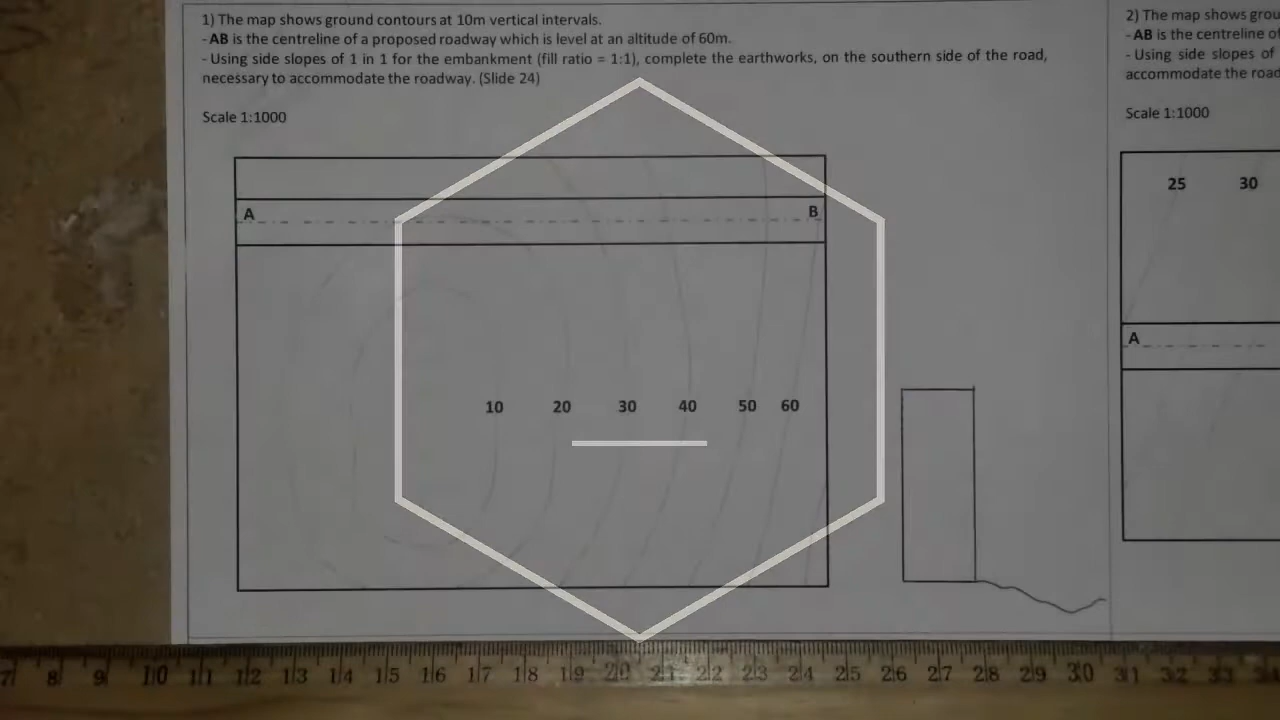 1) The map shows ground contours at 10m vertical intervals.
- AB is the centreline of a proposed roadway which is level at an altitude of 60m.
- Using side slopes of 1 in 1 for the embankment (fill ratio = 1:1), complete the earthworks, on the southern side of the road,
necessary to accommodate the roadway. (Slide 24)
Scale 1:1000
A B
10 20 30 40 50 60
2) The map shows
- AB is the centreline
- Using side slopes of
accommodate the
Scale 1:1000
25 30
A
8 9 10 11 12 13 14 15 16 17 18 19 20 21 22 23 24 25 26 27 28 29 30 31 32 33